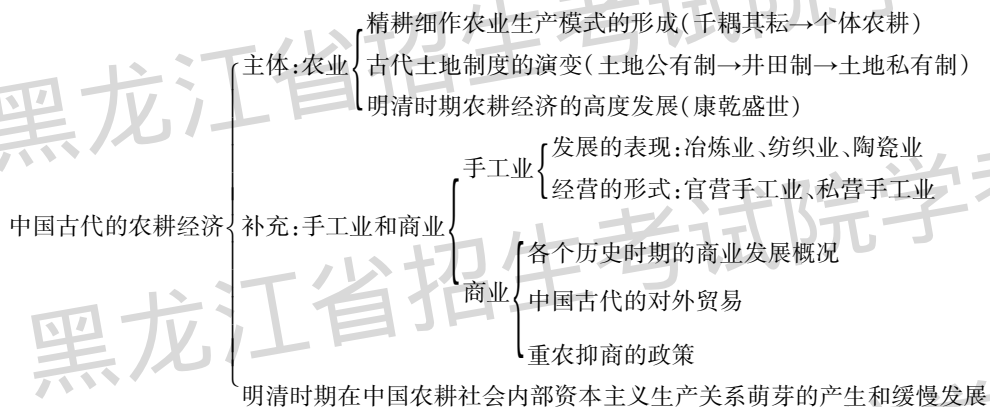 精耕细作农业生产模式的形成(千耦其耘→个体农耕)
主体:农业
古代土地制度的演变(土地公有制→井田制→土地私有制)
明清时期农耕经济的高度发展(康乾盛世)
发展的表现:冶炼业、纺织业、陶瓷业
手工业
经营的形式:官营手工业、私营手工业
中国古代的农耕经济
补充:手工业和商业
各个历史时期的商业发展概况
商业
中国古代的对外贸易
重农抑商的政策
明清时期在中国农耕社会内部资本主义生产关系萌芽的产生和缓慢发展
黑龙江省招生考试院学
黑龙江省招生考试院学考